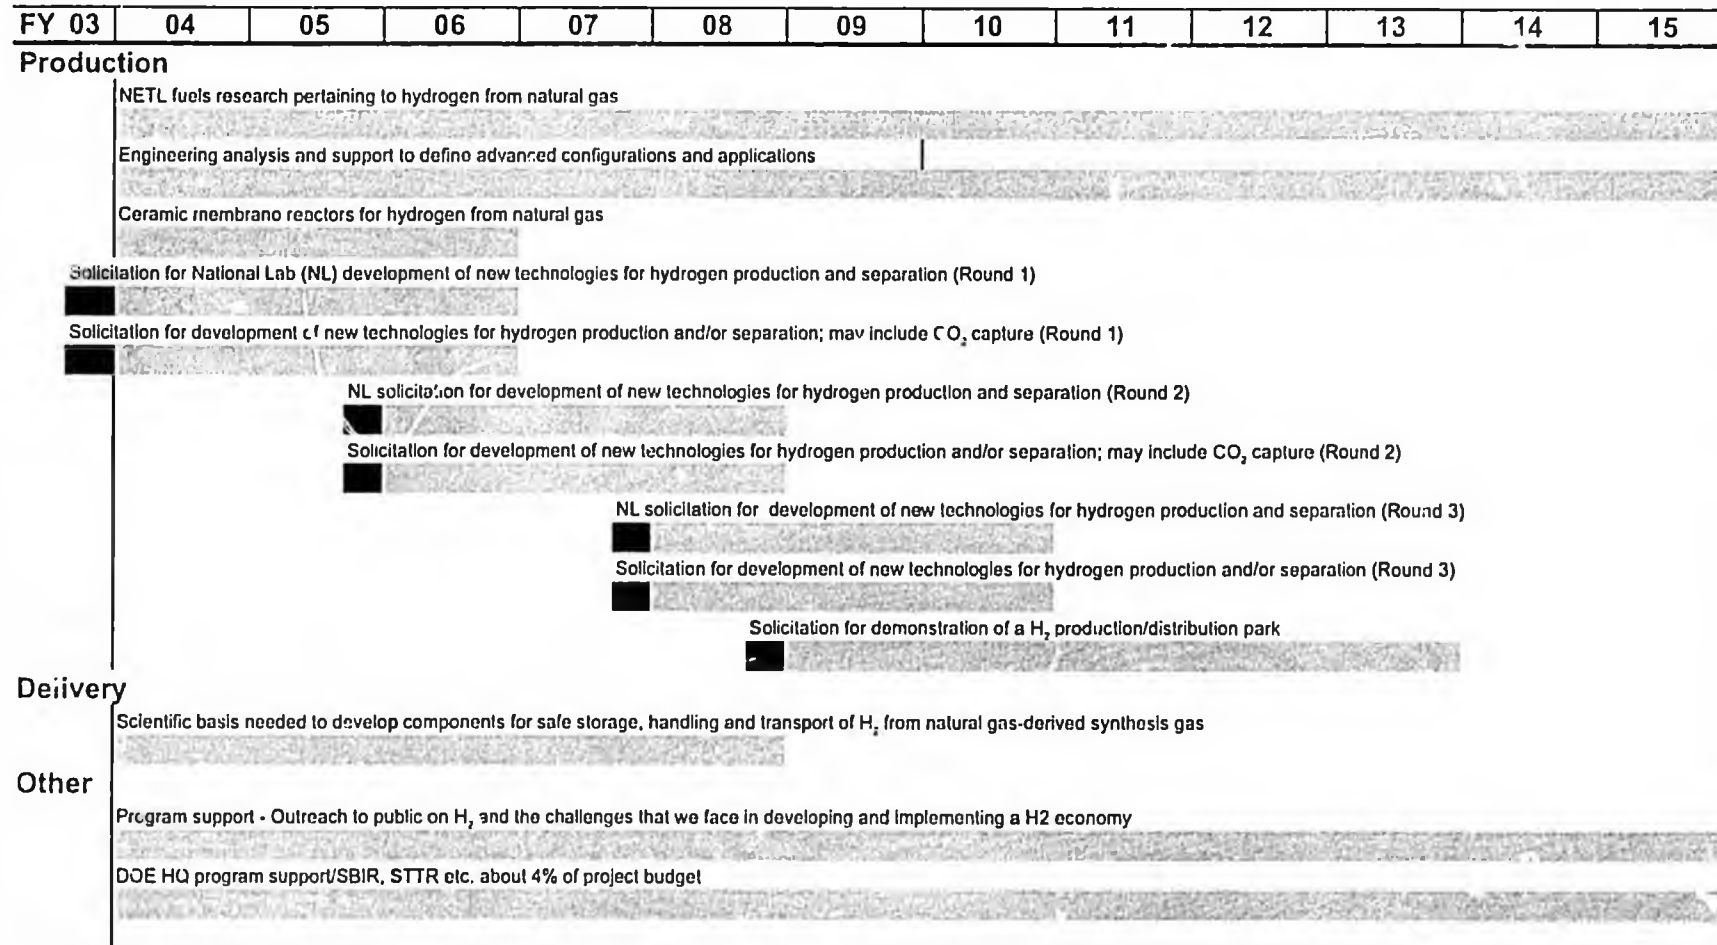 FY 03 04 05 06 07 08 09 10 11 12 13 14 15
Production
NETL fuels research pertaining to hydrogen from natural gas
Engineering analysis and support to define advanced configurations and applications
Ceramic membrane reactors for hydrogen from natural gas
Solicitation for National Lab (NL) development of new technologies for hydrogen production and separation (Round 1)
Solicitation for development of new technologies for hydrogen production and/or separation; may include CO₂ capture (Round 1)
NL solicitation for development of new technologies for hydrogen production and separation (Round 2)
Solicitation for development of new technologies for hydrogen production and/or separation; may include CO₂ capture (Round 2)
NL solicitation for development of new technologies for hydrogen production and separation (Round 3)
Solicitation for development of new technologies for hydrogen production and/or separation (Round 3)
Solicitation for demonstration of a H₂ production/distribution park
Delivery
Scientific basis needed to develop components for safe storage, handling and transport of H₂ from natural gas-derived synthesis gas
Other
Program support - Outreach to public on H₂ and the challenges that we face in developing and implementing a H2 economy
DOE HQ program support/SBIR, STTR etc. about 4% of project budget